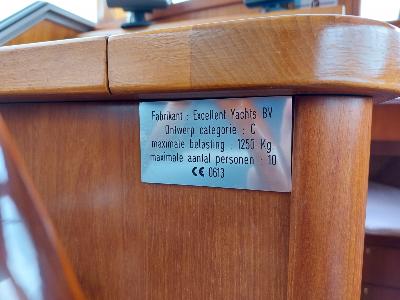 Fabrikant : Excellent Yachts BV
Ontwerp categorie : C
maximale belasting : 1250 Kg
maximale aantal personen : 10
CE 0613